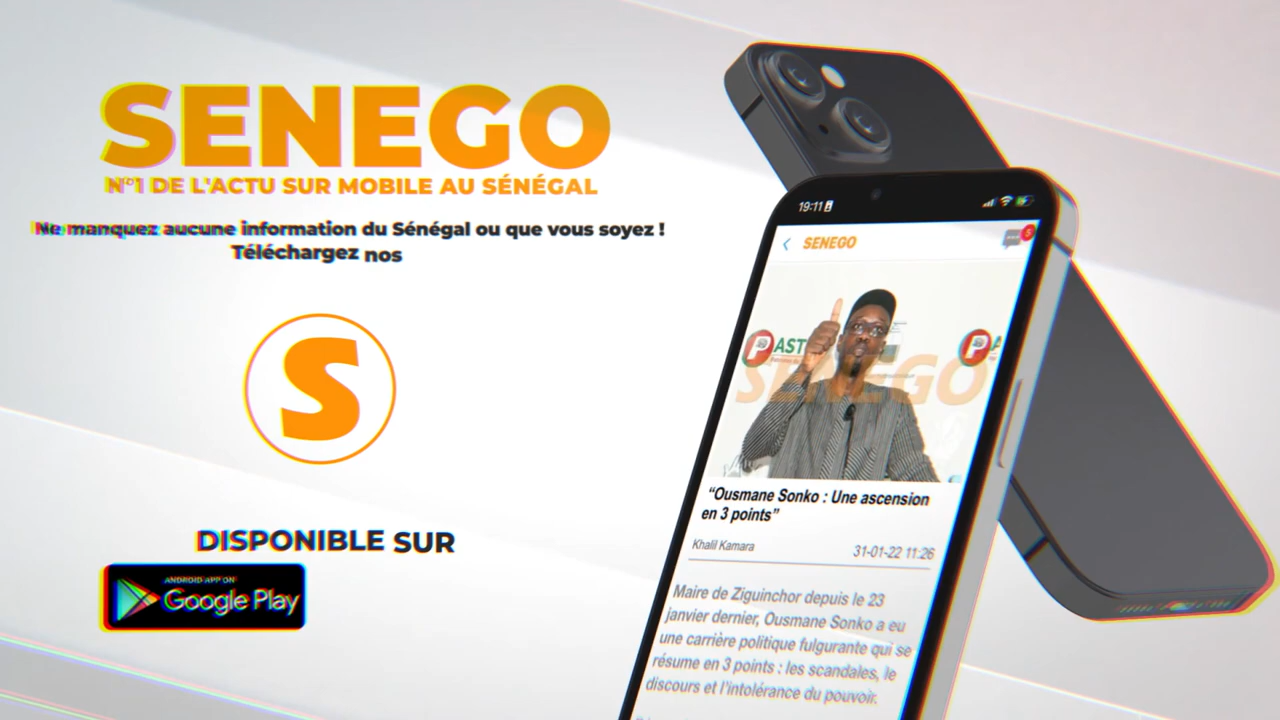 SENEGO
N°1 DE L'ACTU SUR MOBILE AU SÉNÉGAL
Ne manquez aucune information du Sénégal ou que vous soyez !
Téléchargez nos
S
DISPONIBLE SUR
ANDROID APP ON
Google Play
19:11
SENEGO
5
PAST
PA
SENEGO
“Ousmane Sonko : Une ascension
en 3 points”
Khalil Kamara
31-01-22 11:26
Maire de Ziguinchor depuis le 23
janvier dernier, Ousmane Sonko a eu
une carrière politique fulgurante qui se
résume en 3 points : les scandales, le
discours et l'intolérance du pouvoir.